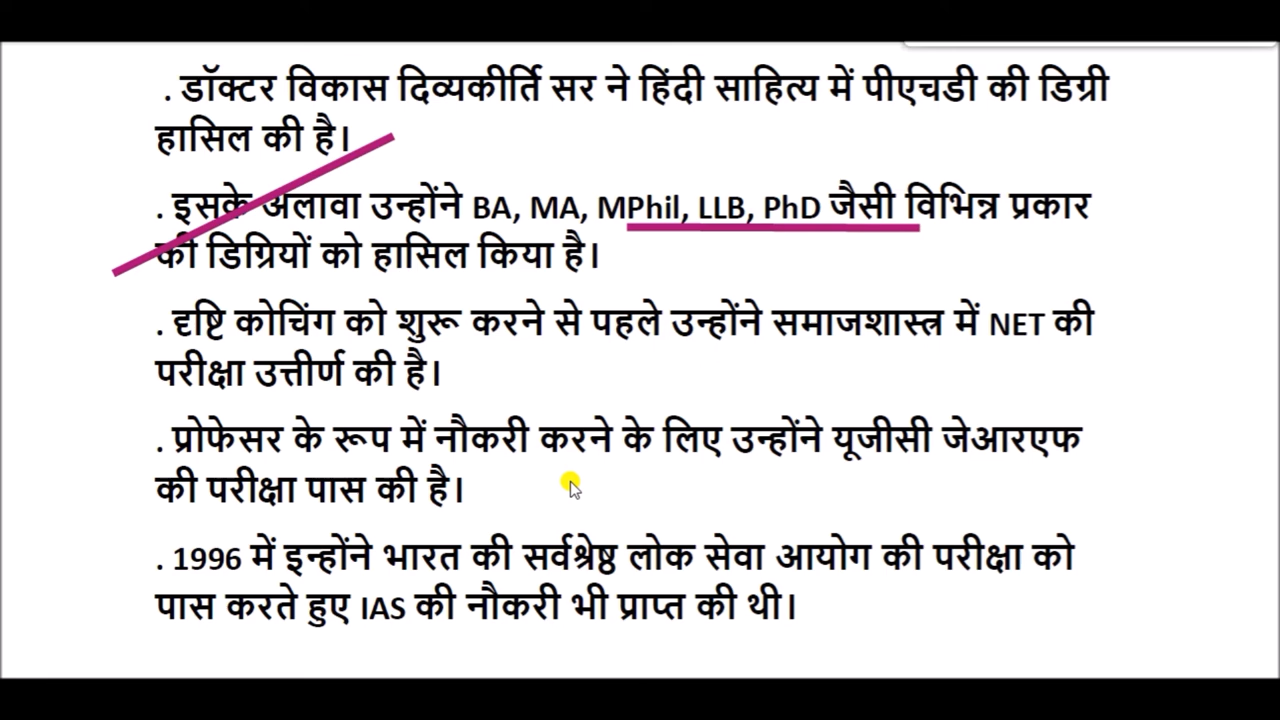 . डॉक्टर विकास दिव्यकीर्ति सर ने हिंदी साहित्य में पीएचडी की डिग्री
हासिल की है।
. इसके अलावा उन्होंने BA, MA, MPhil, LLB, PhD जैसी विभिन्न प्रकार
की डिग्रियों को हासिल किया है।
. दृष्टि कोचिंग को शुरू करने से पहले उन्होंने समाजशास्त्र में NET की
परीक्षा उत्तीर्ण की है।
. प्रोफेसर के रूप में नौकरी करने के लिए उन्होंने यूजीसी जेआरएफ
की परीक्षा पास की है।
. 1996 में इन्होंने भारत की सर्वश्रेष्ठ लोक सेवा आयोग की परीक्षा को
पास करते हुए IAS की नौकरी भी प्राप्त की थी।